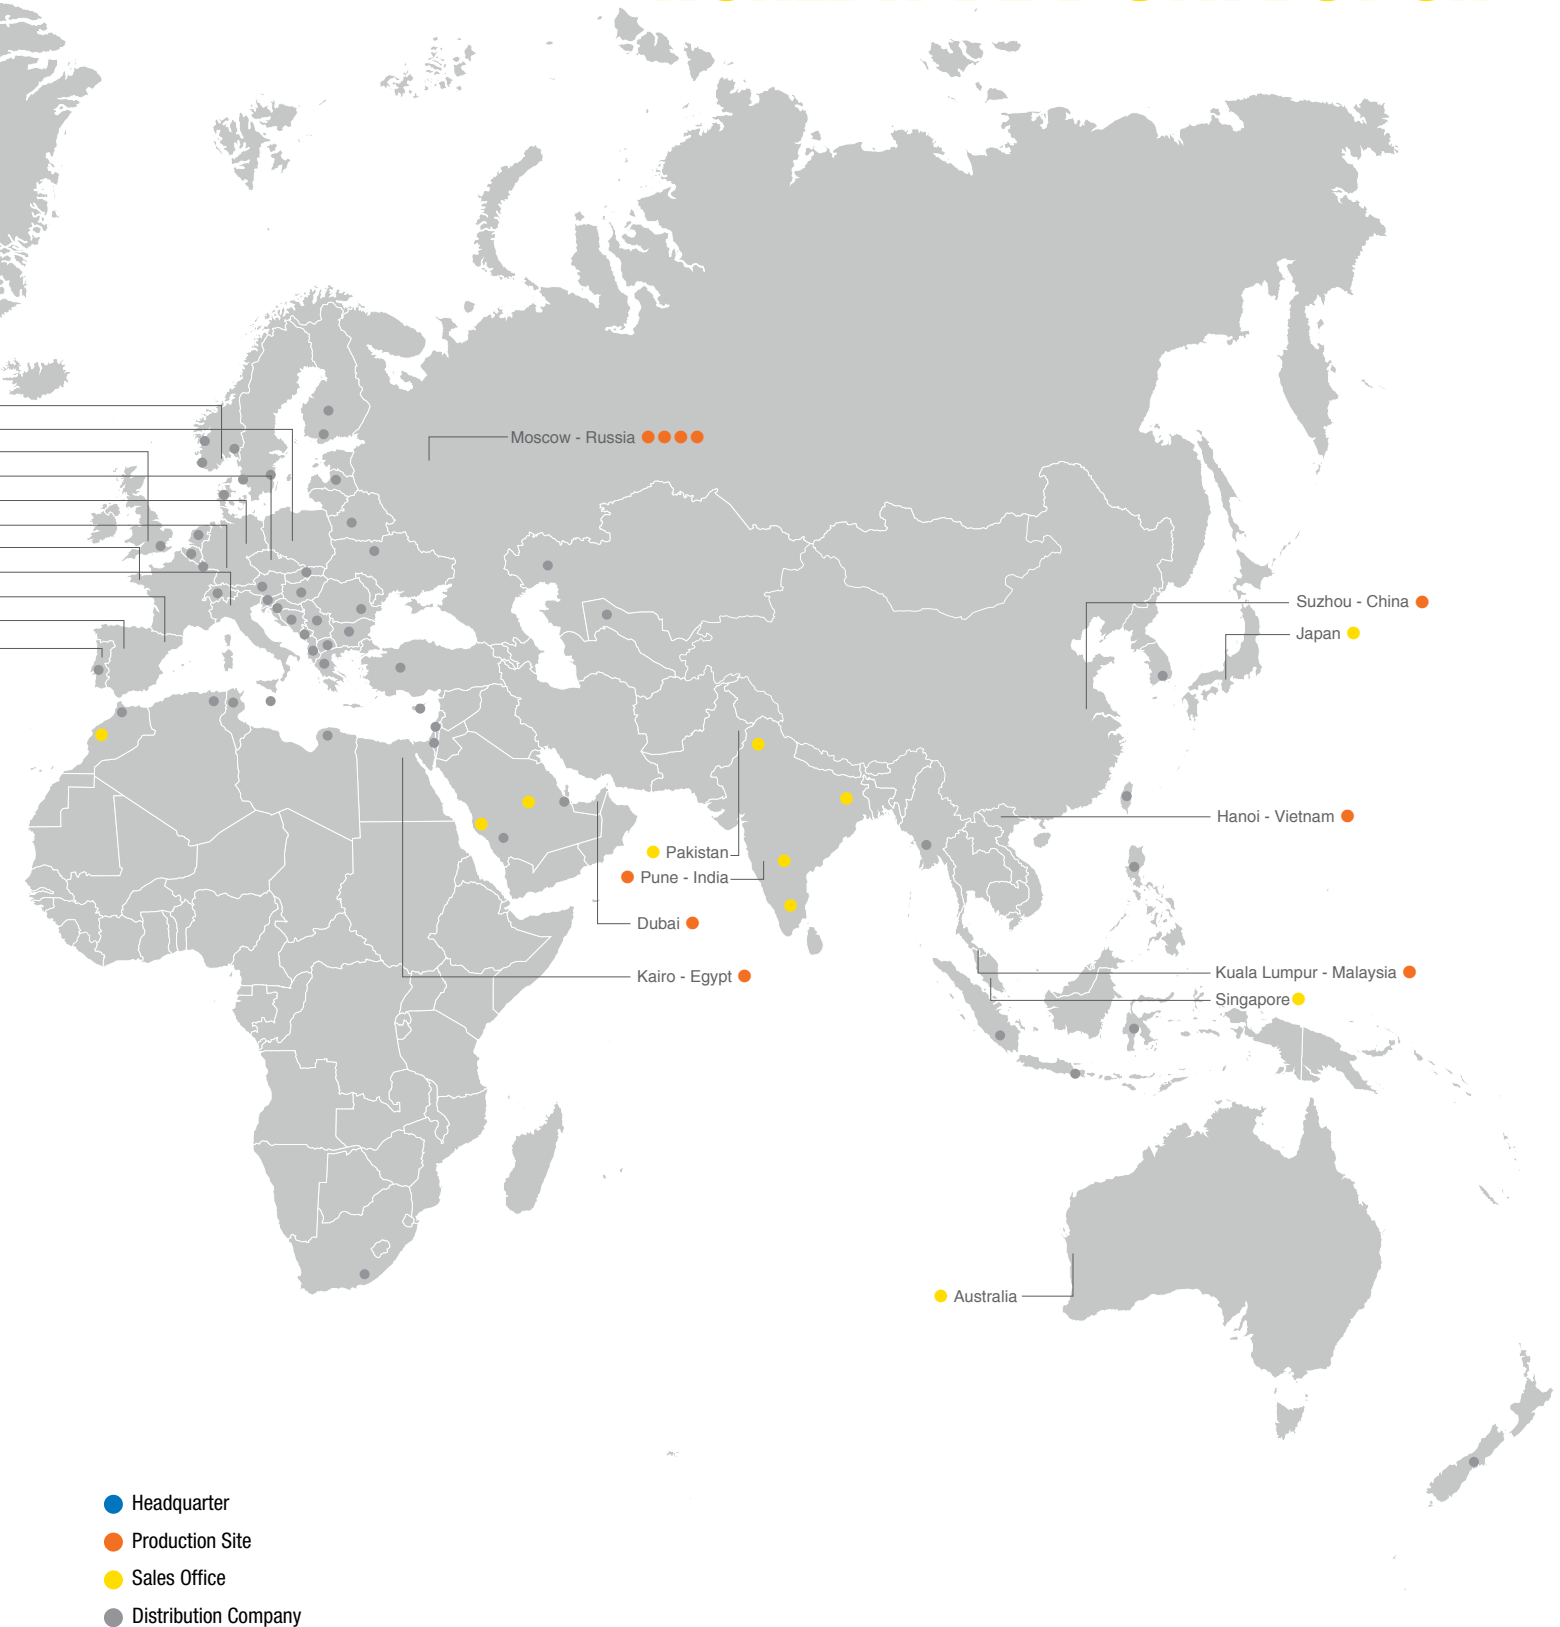 Moscow - Russia
Suzhou - China
Japan
Hanoi - Vietnam
Pakistan
Pune - India
Dubai
Kuala Lumpur - Malaysia
Kairo - Egypt
Singapore
Australia
Headquarter
Production Site
Sales Office
Distribution Company